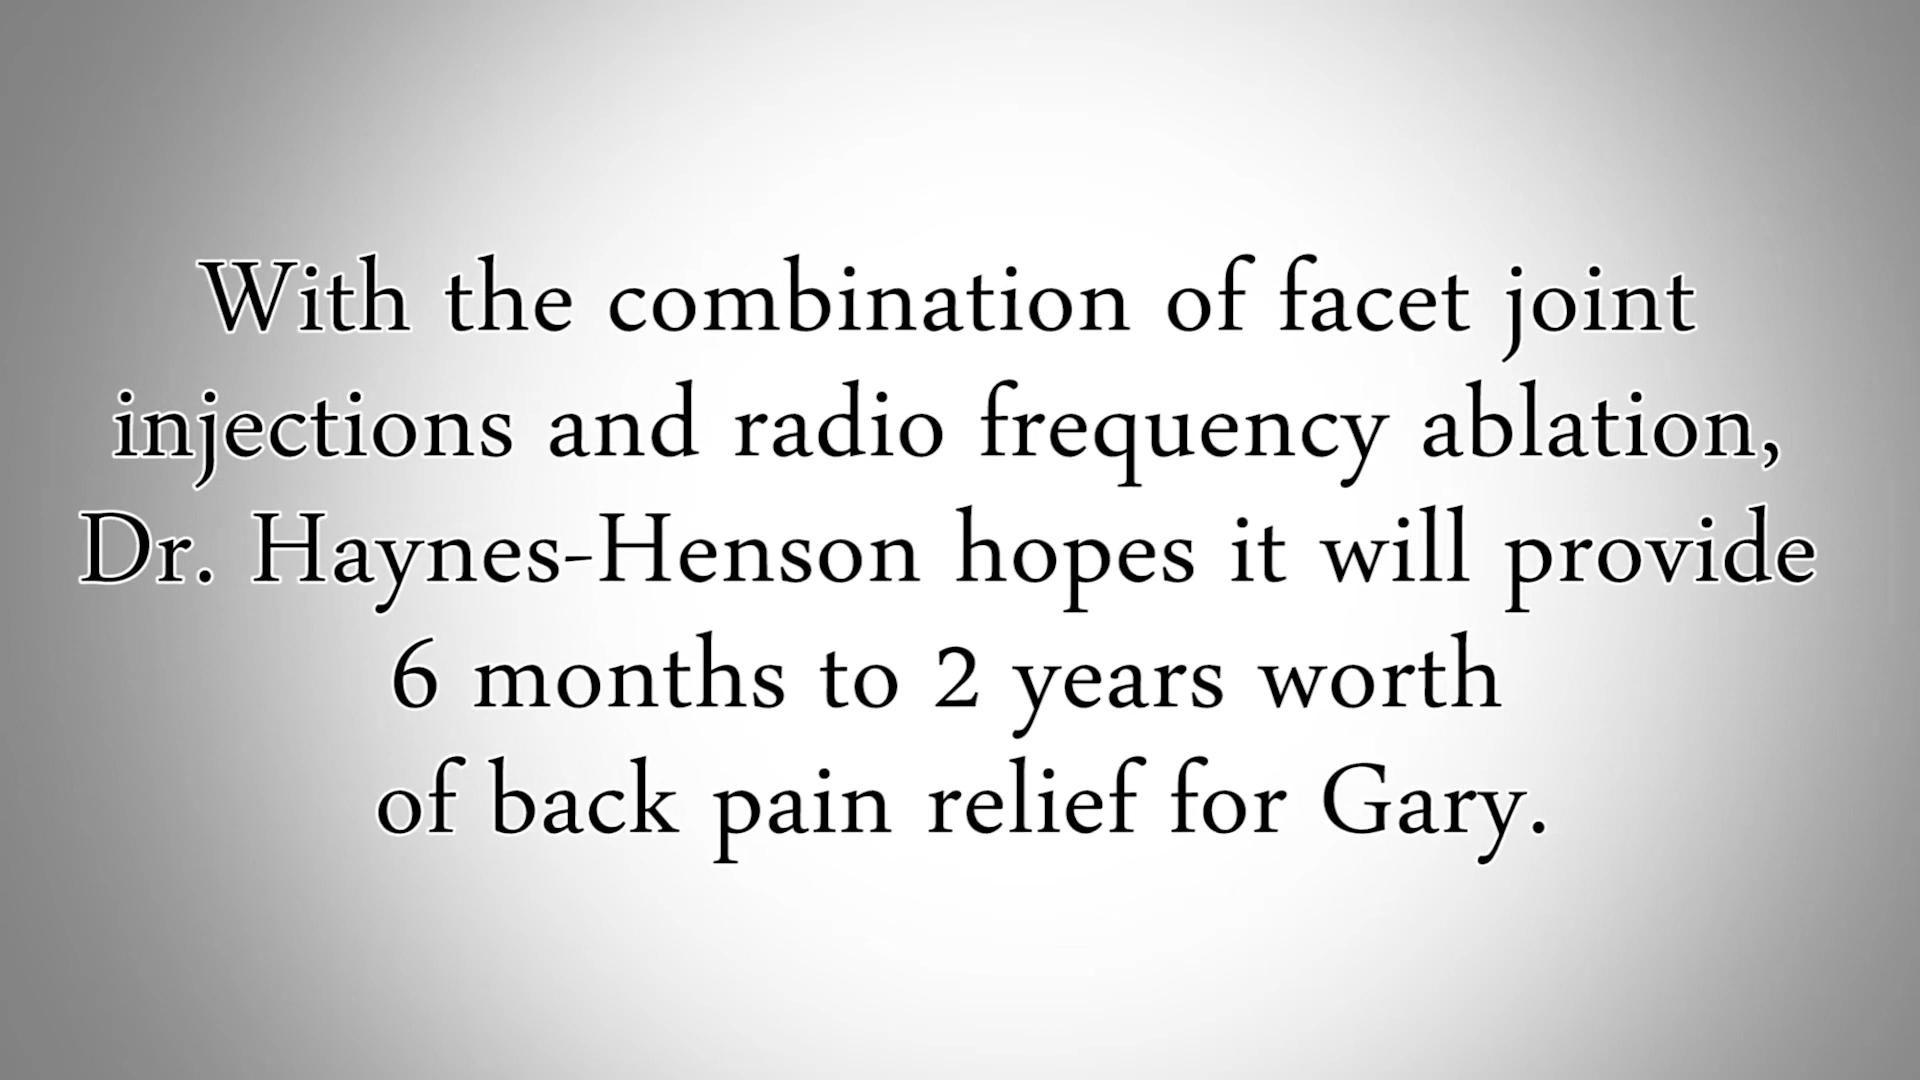 With the combination of facet joint
injections and radio frequency ablation,
Dr. Haynes-Henson hopes it will provide
6 months to 2 years worth
of back pain relief for Gary.